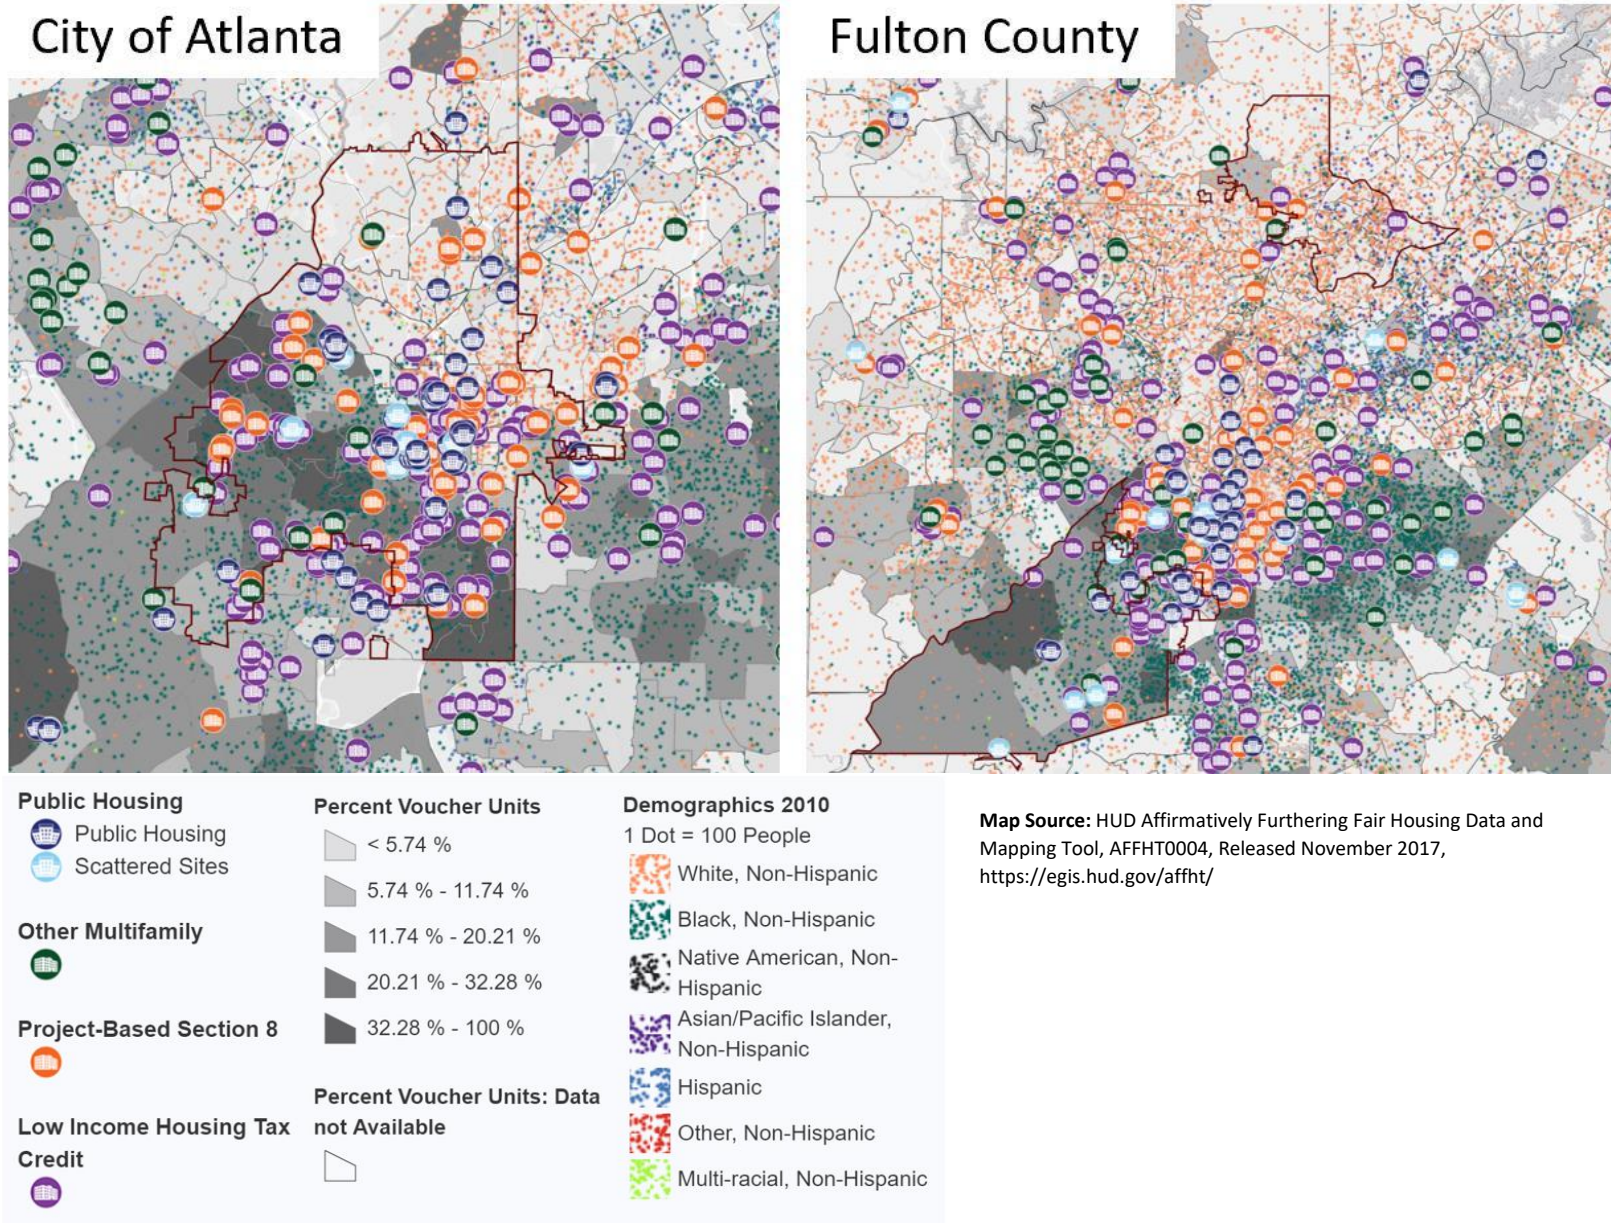 City of Atlanta
Fulton County
Public Housing
Public Housing
Scattered Sites
Other Multifamily
Project-Based Section 8
Low Income Housing Tax
Credit
Percent Voucher Units
< 5.74 %
5.74 % - 11.74 %
11.74 % - 20.21 %
20.21 % - 32.28 %
32.28 % - 100 %
Percent Voucher Units: Data
not Available
Demographics 2010
1 Dot = 100 People
White, Non-Hispanic
Black, Non-Hispanic
Native American, Non-
Hispanic
Asian/Pacific Islander,
Non-Hispanic
Hispanic
Other, Non-Hispanic
Multi-racial, Non-Hispanic
Map Source: HUD Affirmatively Furthering Fair Housing Data and
Mapping Tool, AFFHT0004, Released November 2017,
https://egis.hud.gov/affht/